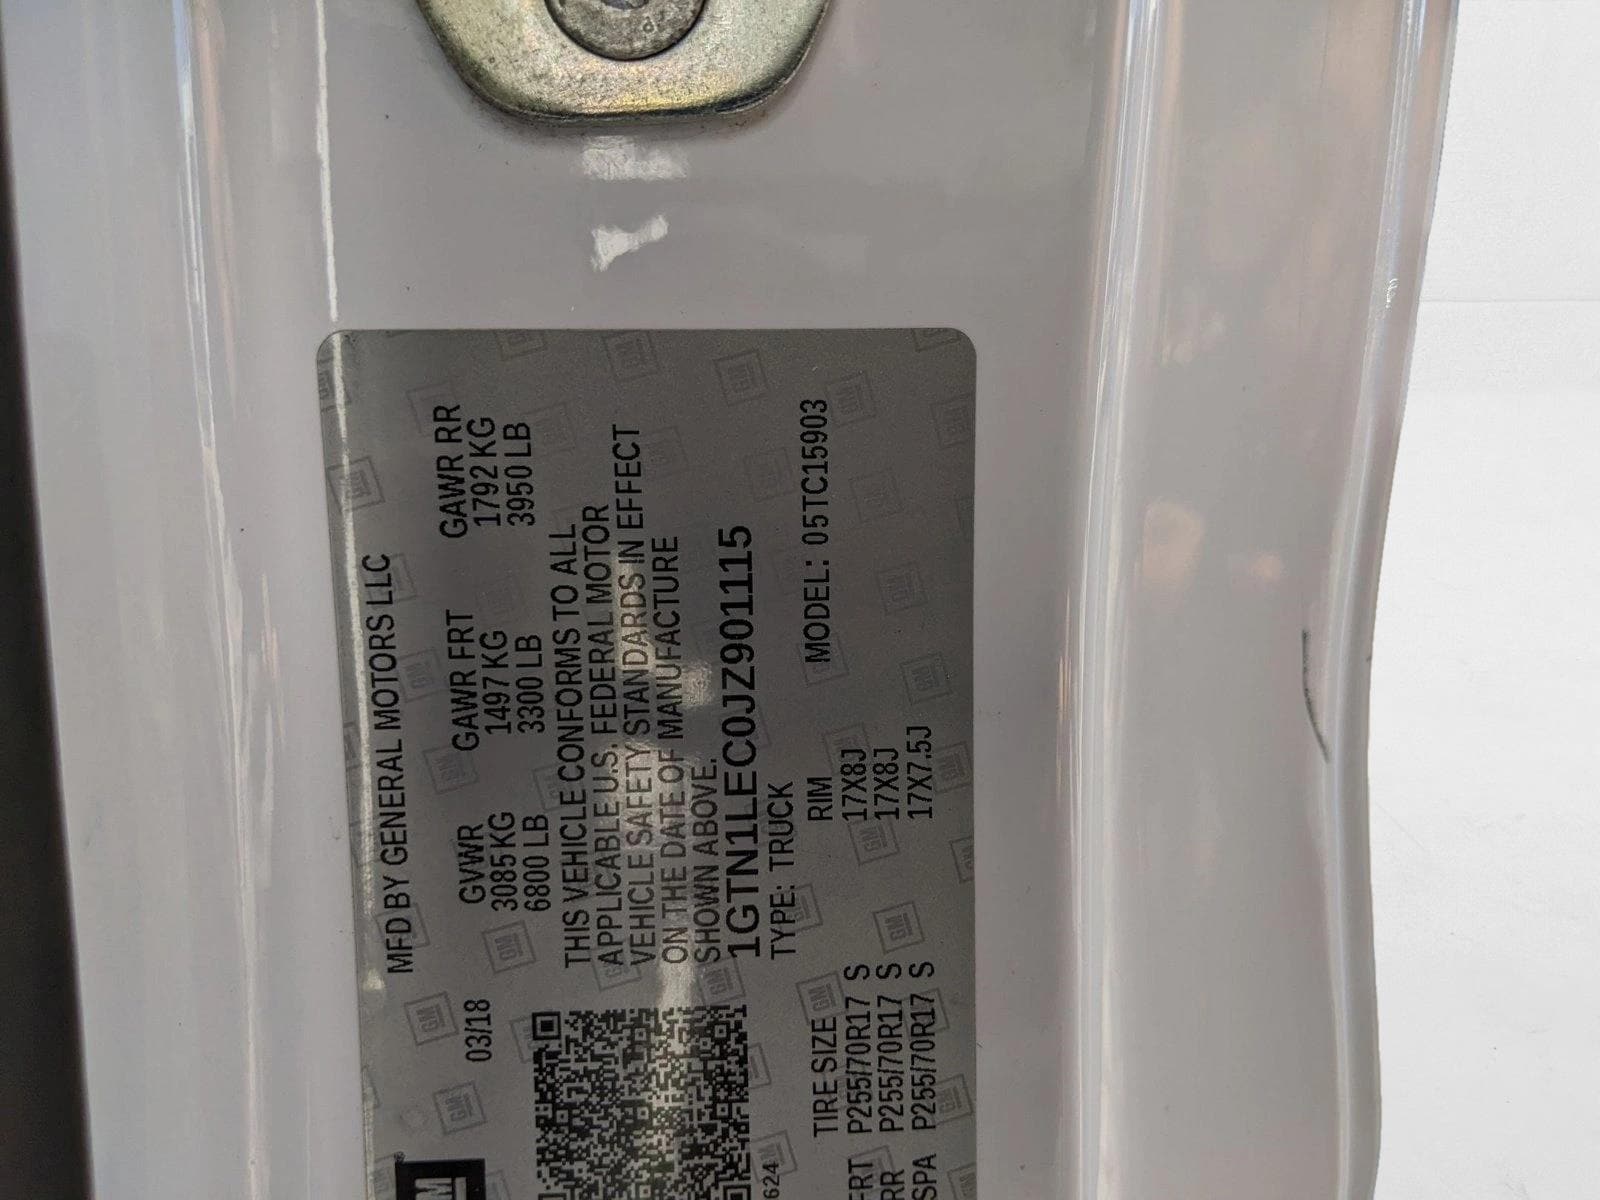 GM
MFD BY GENERAL MOTORS LLC
03/18
GVWR GAWR FRT GAWR RR
3085 KG 1497 KG 1792 KG
6800 LB 3300 LB 3950 LB
THIS VEHICLE CONFORMS TO ALL
APPLICABLE U.S. FEDERAL MOTOR
VEHICLE SAFETY STANDARDS IN EFFECT
ON THE DATE OF MANUFACTURE
SHOWN ABOVE.
1GTN1LEC0JZ901115
TYPE: TRUCK
624
MODEL: 05TC15903
TIRE SIZE RIM
FRT P255/70R17 S 17X8J
RR P255/70R17 S 17X8J
SPA P255/70R17 S 17X7.5J